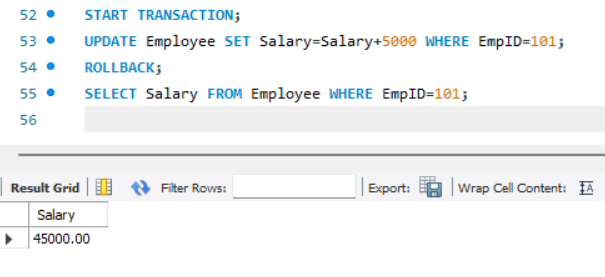 52 START TRANSACTION;
53 UPDATE Employee SET Salary=Salary+5000 WHERE EmpID=101;
54 ROLLBACK;
55 SELECT Salary FROM Employee WHERE EmpID=101;
56
Result Grid Filter Rows: Export: Wrap Cell Content: IA
Salary
45000.00